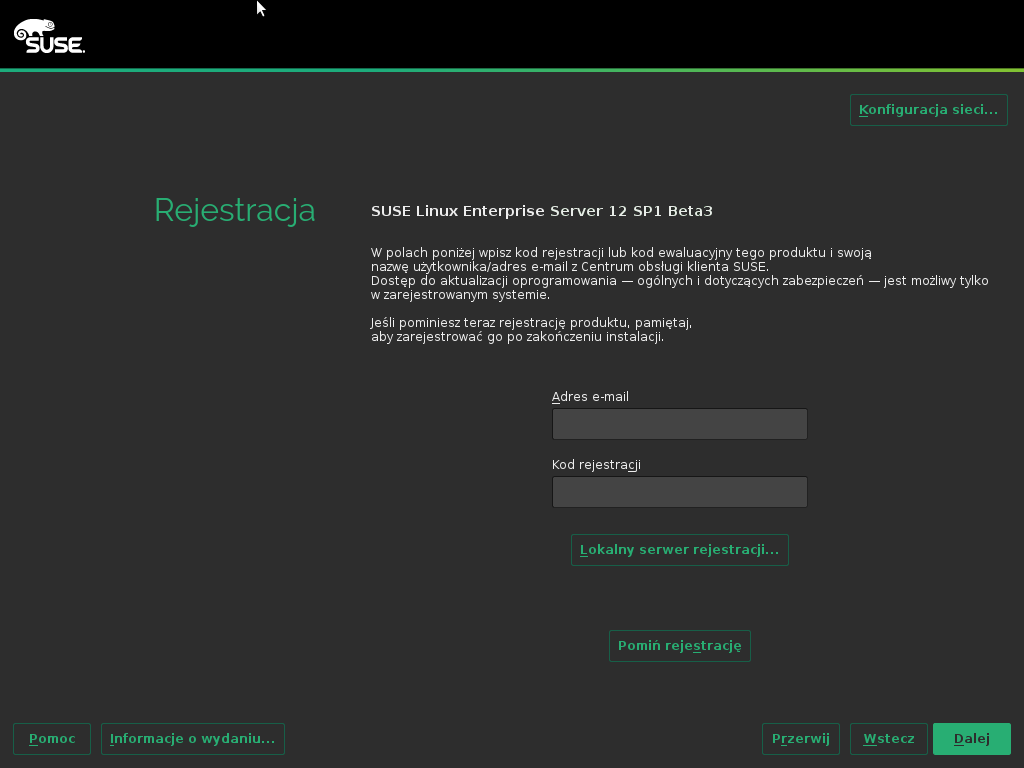 SUSE.
Konfiguracja sieci...
Rejestracja
SUSE Linux Enterprise Server 12 SP1 Beta3
W polach poniżej wpisz kod rejestracji lub kod ewaluacyjny tego produktu i swoją
nazwę użytkownika/adres e-mail z Centrum obsługi klienta SUSE.
Dostęp do aktualizacji oprogramowania — ogólnych i dotyczących zabezpieczeń — jest możliwy tylko
w zarejestrowanym systemie.
Jeśli pominiesz teraz rejestrację produktu, pamiętaj,
aby zarejestrować go po zakończeniu instalacji.
Adres e-mail
Kod rejestracji
Lokalny serwer rejestracji...
Pomiń rejestrację
Pomoc
Informacje o wydaniu...
Przerwij
Wstecz
Dalej